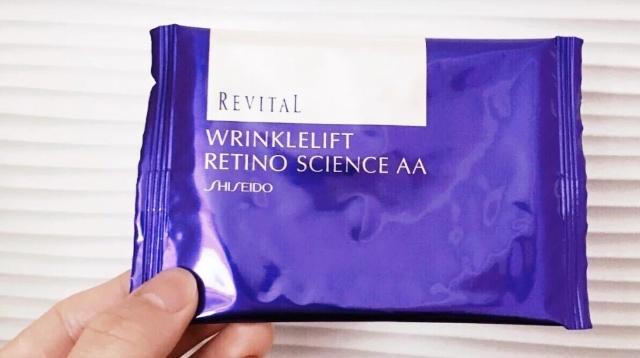 REVITAL
WRINKLELIFT
RETINO SCIENCE AA
SHISEIDO